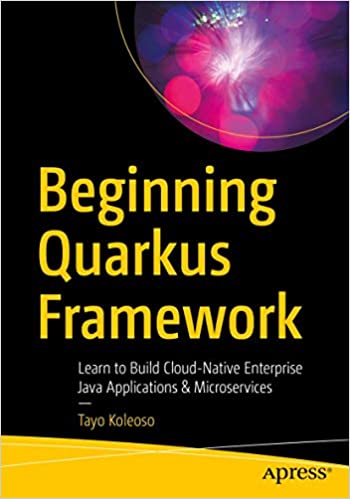 Beginning
Quarkus
Framework
Learn to Build Cloud-Native Enterprise
Java Applications & Microservices
—
Tayo Koleoso
Apress®